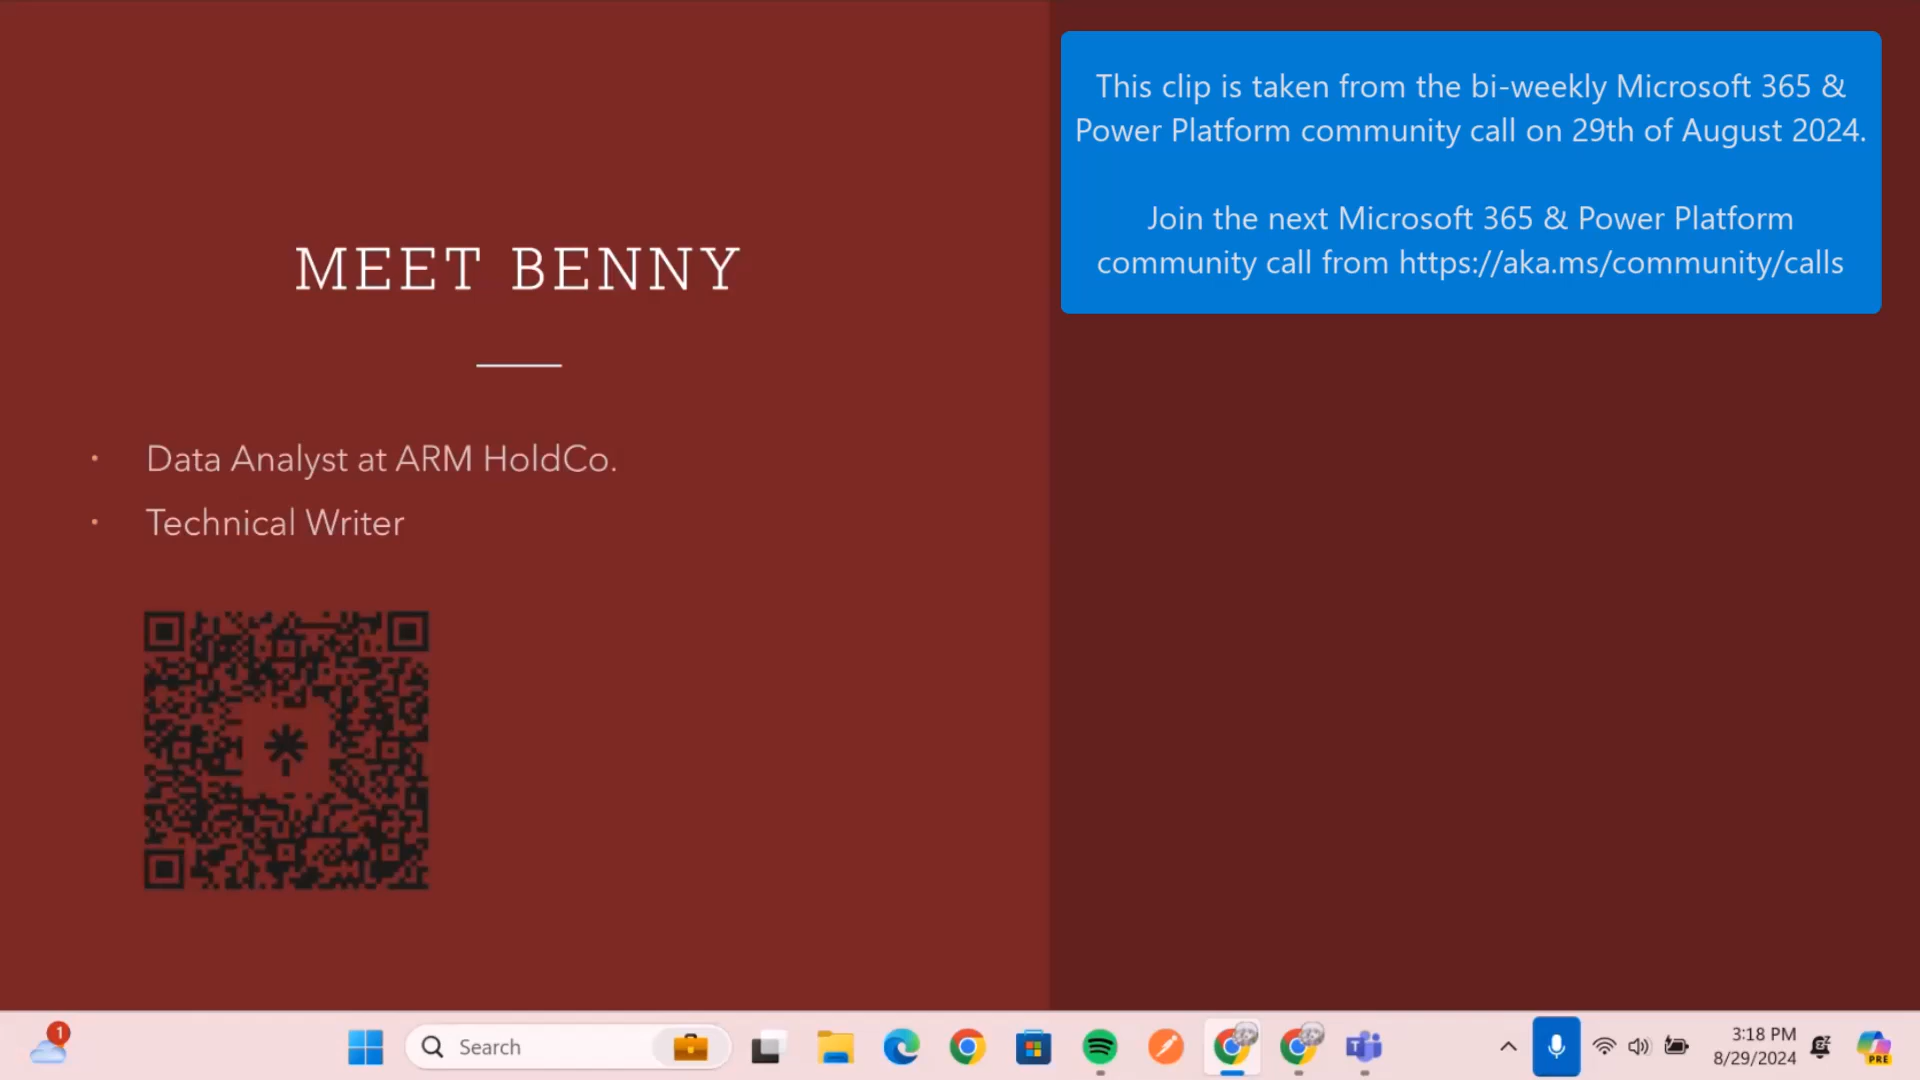 MEET BENNY
· Data Analyst at ARM HoldCo.
· Technical Writer
This clip is taken from the bi-weekly Microsoft 365 &
Power Platform community call on 29th of August 2024.
Join the next Microsoft 365 & Power Platform
community call from https://aka.ms/community/calls
1
Search
3:18 PM
8/29/2024
PRE